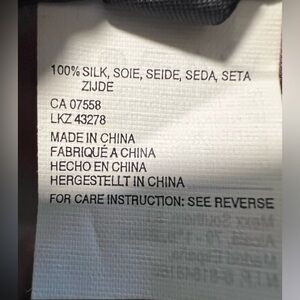 100% SILK, SOIE, SEIDE, SEDA, SETA
ZIJDE
CA 07558
LKZ 43278
MADE IN CHINA
FABRIQUÉ A CHINA
HECHO EN CHINA
HERGESTELLT IN CHINA
FOR CARE INSTRUCTION: SEE REVERSE